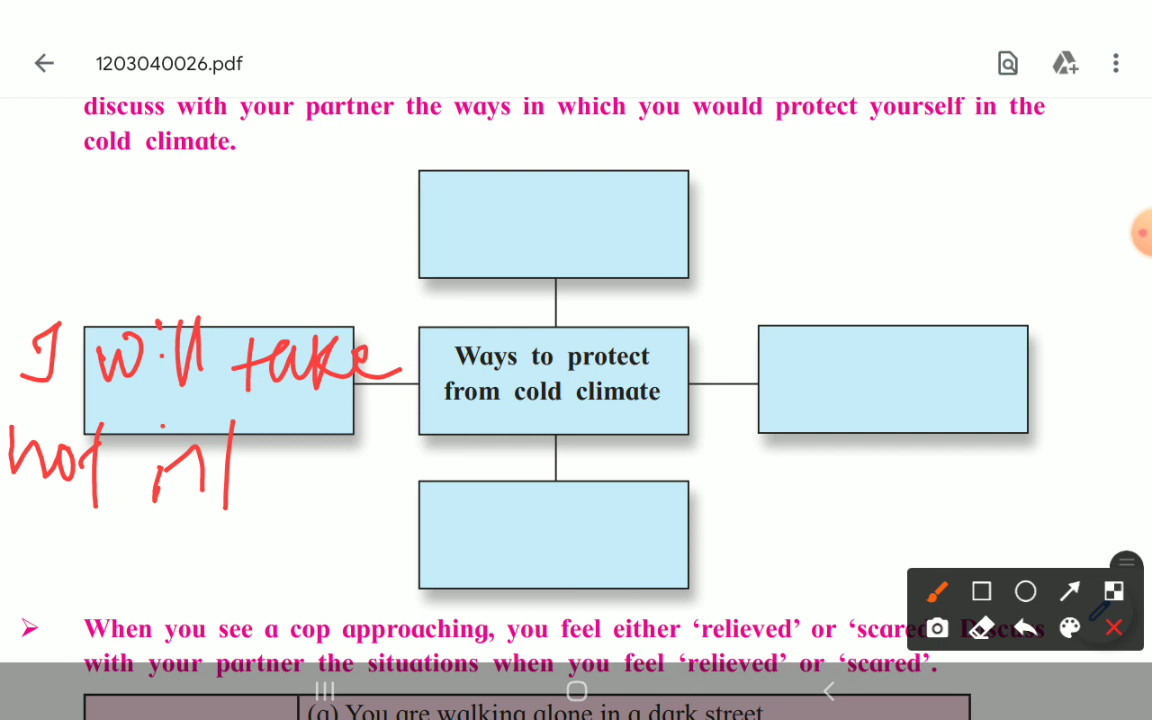 1203040026.pdf
discuss with your partner the ways in which you would protect yourself in the
cold climate.
I will take
Ways to protect
from cold climate
When you see a cop approaching, you feel either ‘relieved’ or ‘scared’. Discuss
with your partner the situations when you feel ‘relieved’ or ‘scared’.
(a) You are walking alone in a dark street